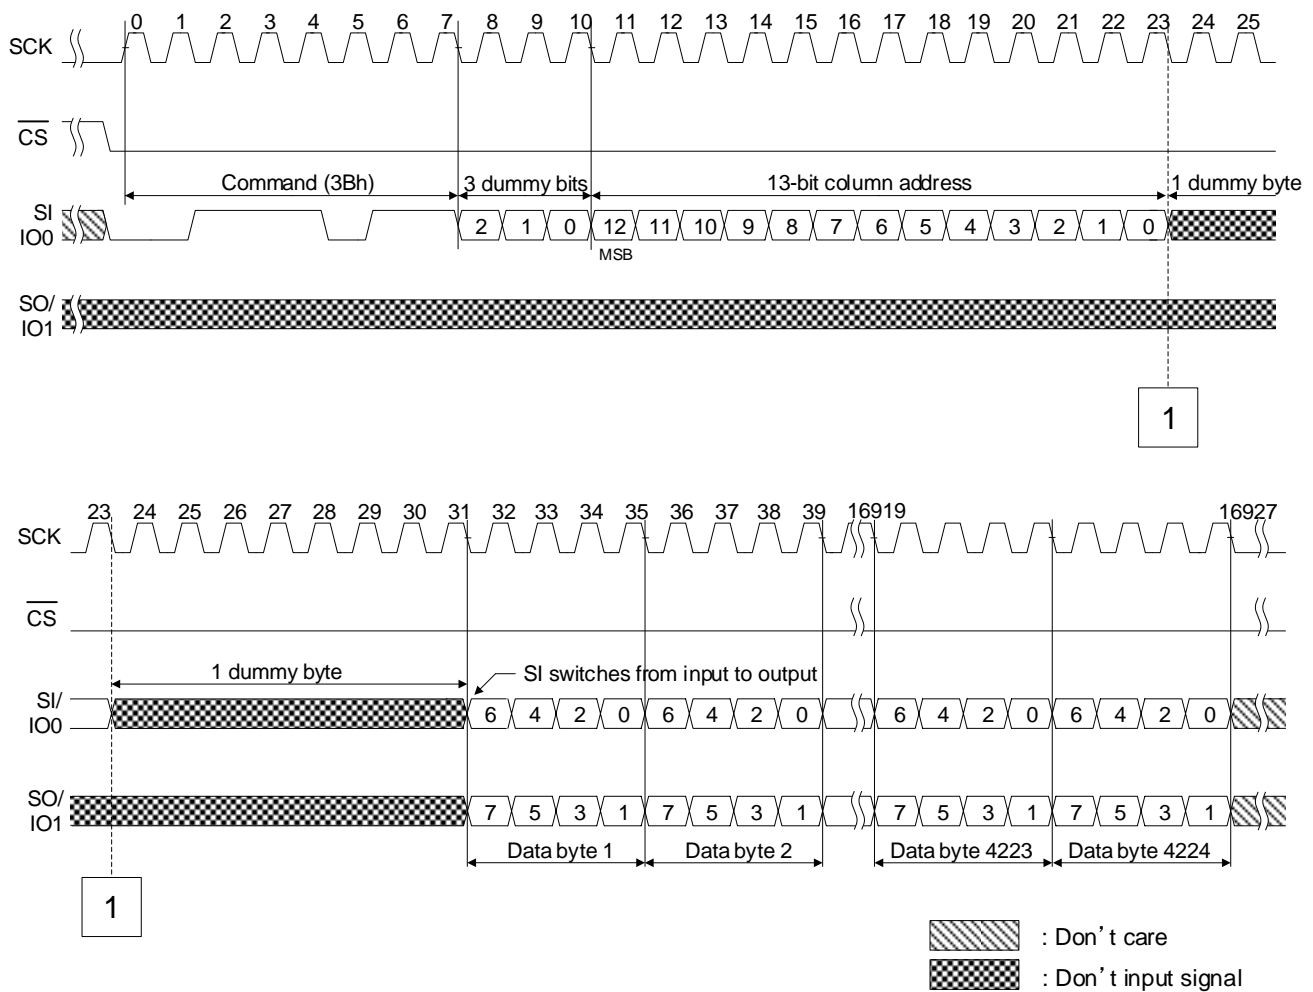 0 1 2 3 4 5 6 7 8 9 10 11 12 13 14 15 16 17 18 19 20 21 22 23 24 25
SCK
CS
Command (3Bh) 3 dummy bits 13-bit column address 1 dummy byte
SI
IO0
2 1 0 12 11 10 9 8 7 6 5 4 3 2 1 0
MSB
SO/
IO1
1
23 24 25 26 27 28 29 30 31 32 33 34 35 36 37 38 39 16919 16927
SCK
CS
1 dummy byte SI switches from input to output
SI/
IO0
6 4 2 0 6 4 2 0 6 4 2 0 6 4 2 0
SO/
IO1
7 5 3 1 7 5 3 1 7 5 3 1 7 5 3 1
Data byte 1 Data byte 2 Data byte 4223 Data byte 4224
1
: Don’t care
: Don’t input signal